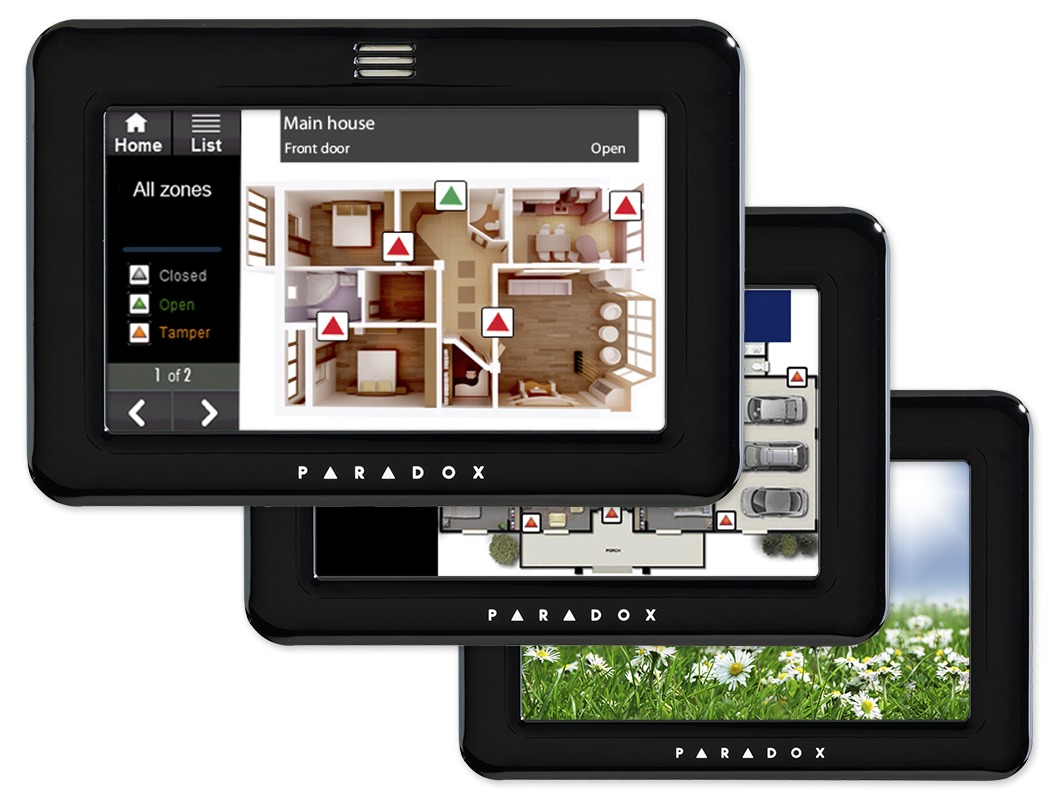 Home
List
All zones
Closed
Open
Tamper
1 of 2
Main house
Front door
Open
PARADOX
PORCH
PARADOX
PARADOX